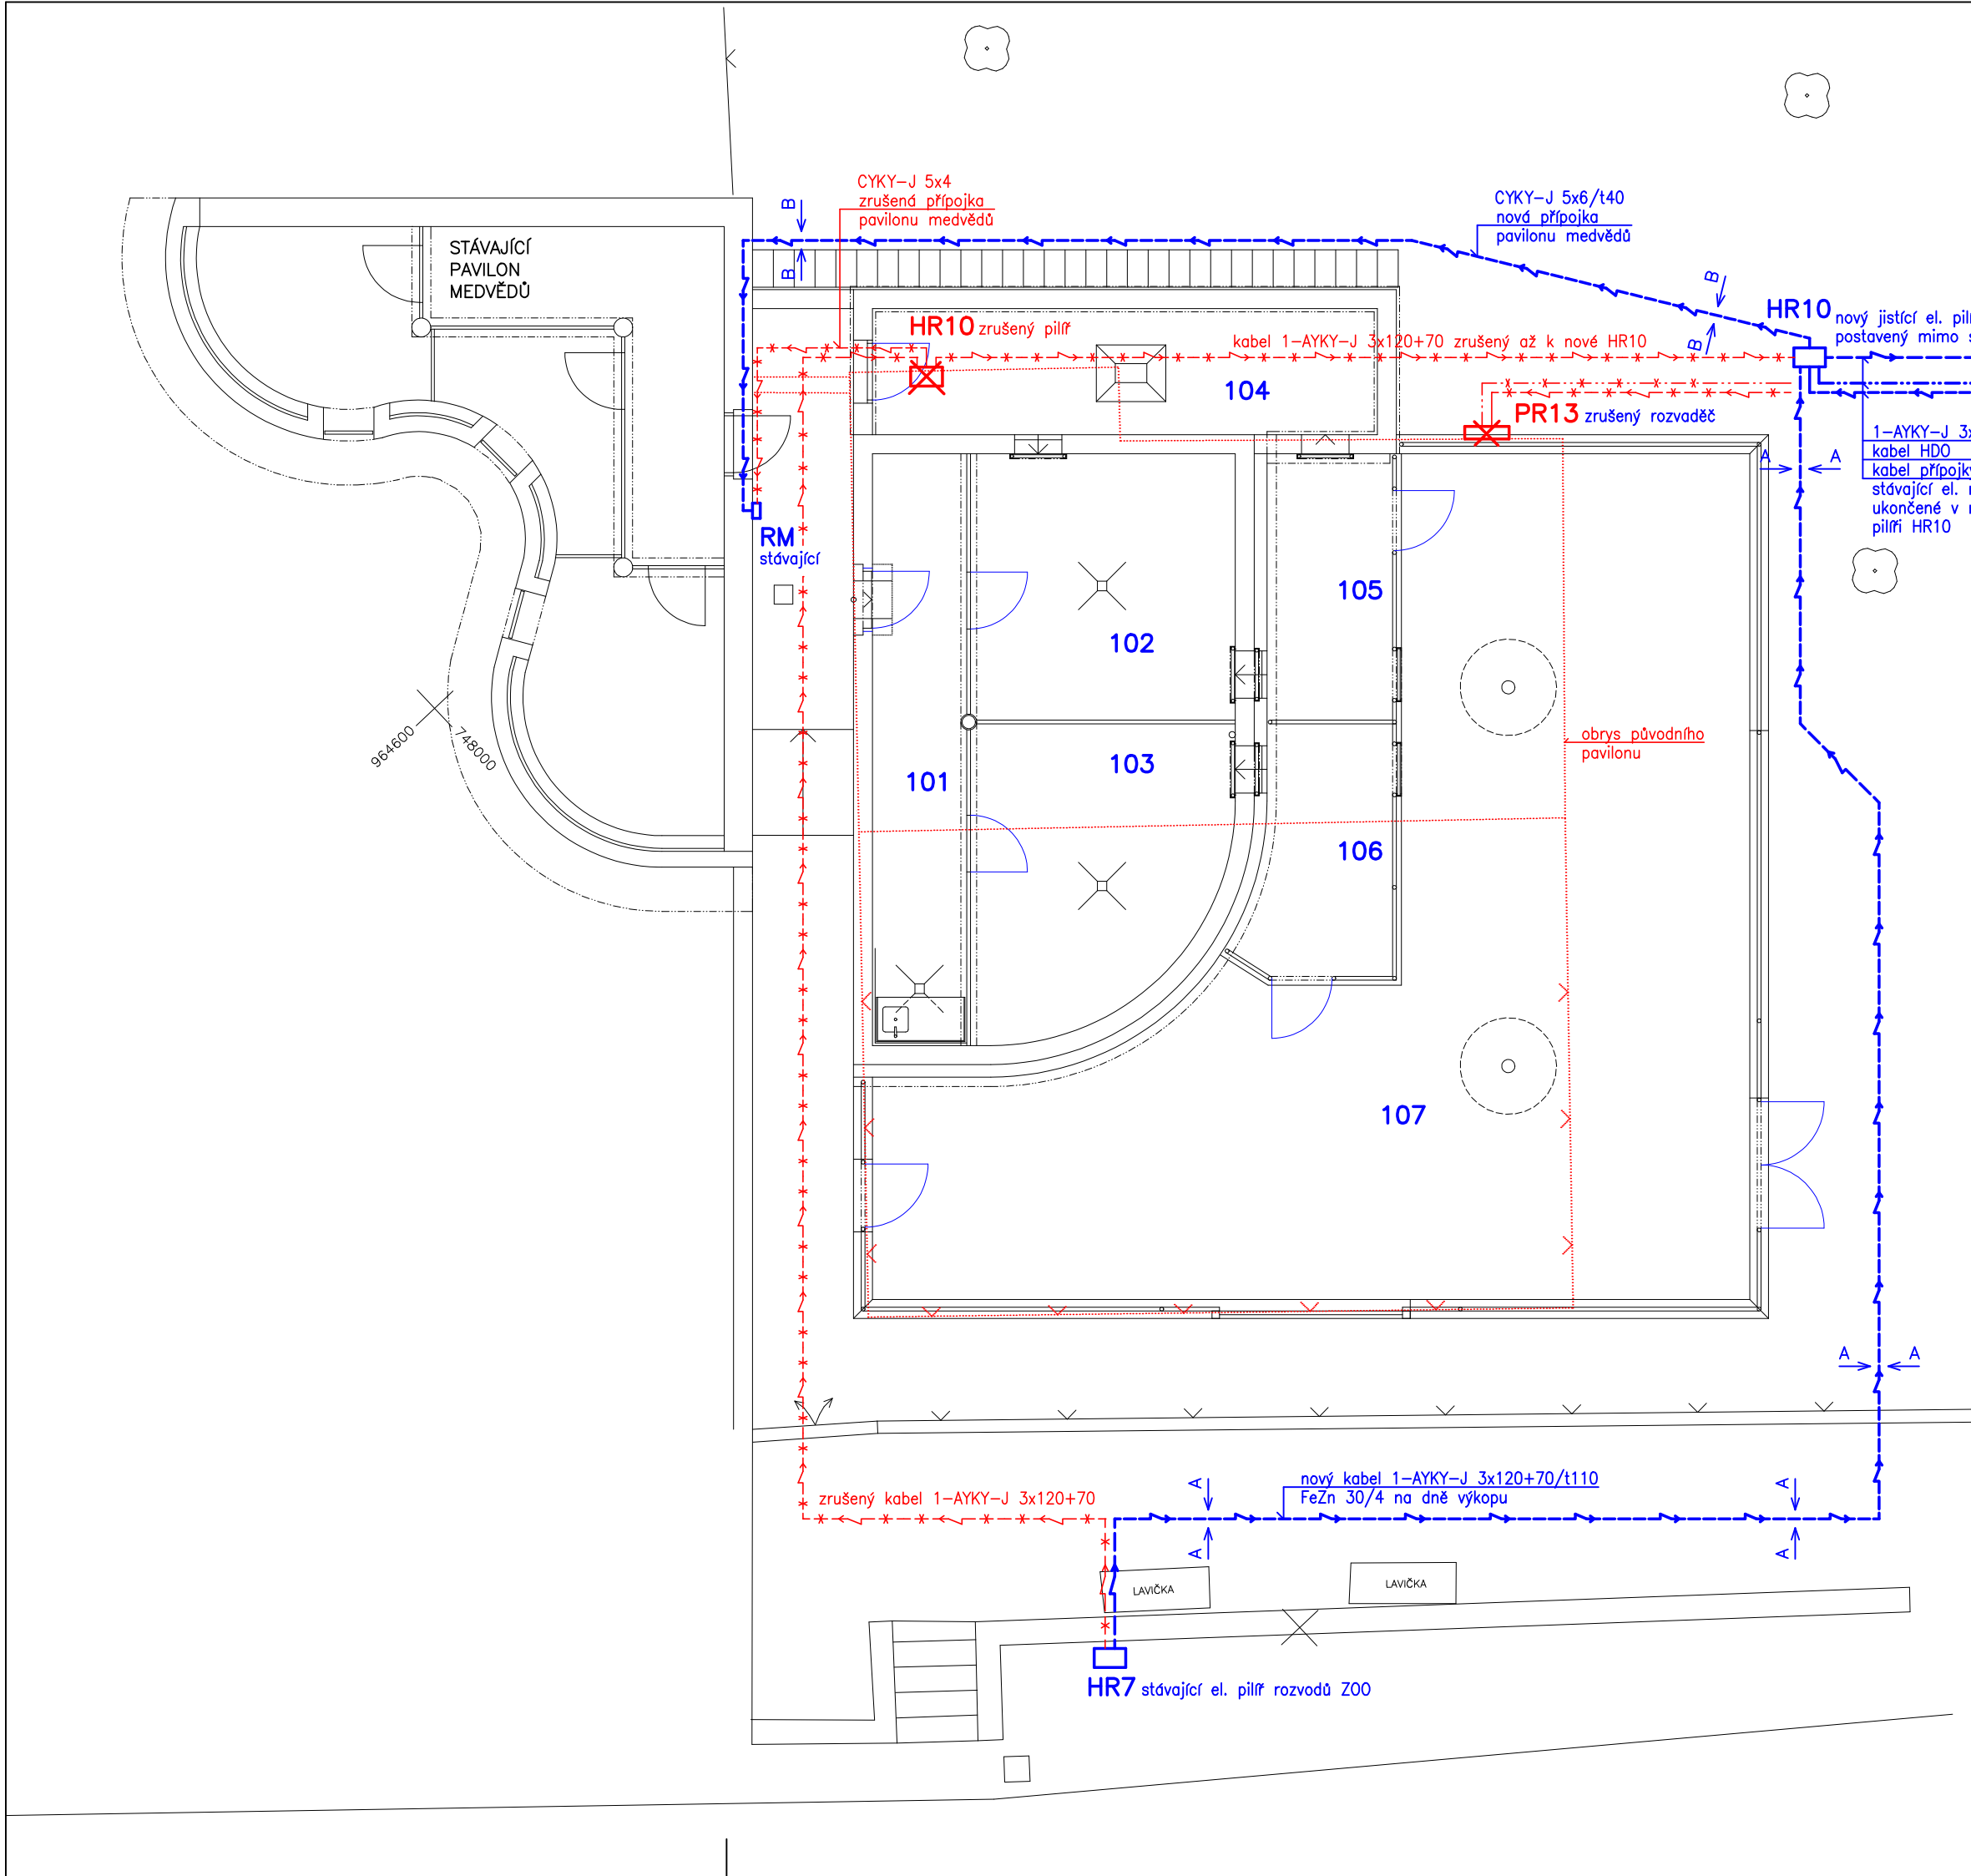 CYKY-J 5x4
zrušená přípojka
pavilonu medvědů
CYKY-J 5x6/t40
nová přípojka
pavilonu medvědů
B
B
B
B
STÁVAJÍCÍ
PAVILON
MEDVĚDŮ
HR10 zrušený pilíř
kabel 1-AYKY-J 3x120+70 zrušený až k nové HR10
HR10 nový jistící el.
postavený mimo
104
PR13 zrušený rozvaděč
1-AYKY-J
kabel HDO
kabel přípojky
stávající el.
ukončené v
pilíři HR10
A
A
RM
stávající
105
102
964600
748000
obrys původního
pavilonu
101
103
106
107
A
A
zrušený kabel 1-AYKY-J 3x120+70
nový kabel 1-AYKY-J 3x120+70/t110
FeZn 30/4 na dně výkopu
A
A
A
A
LAVIČKA
LAVIČKA
HR7 stávající el. pilíř rozvodů ZOO